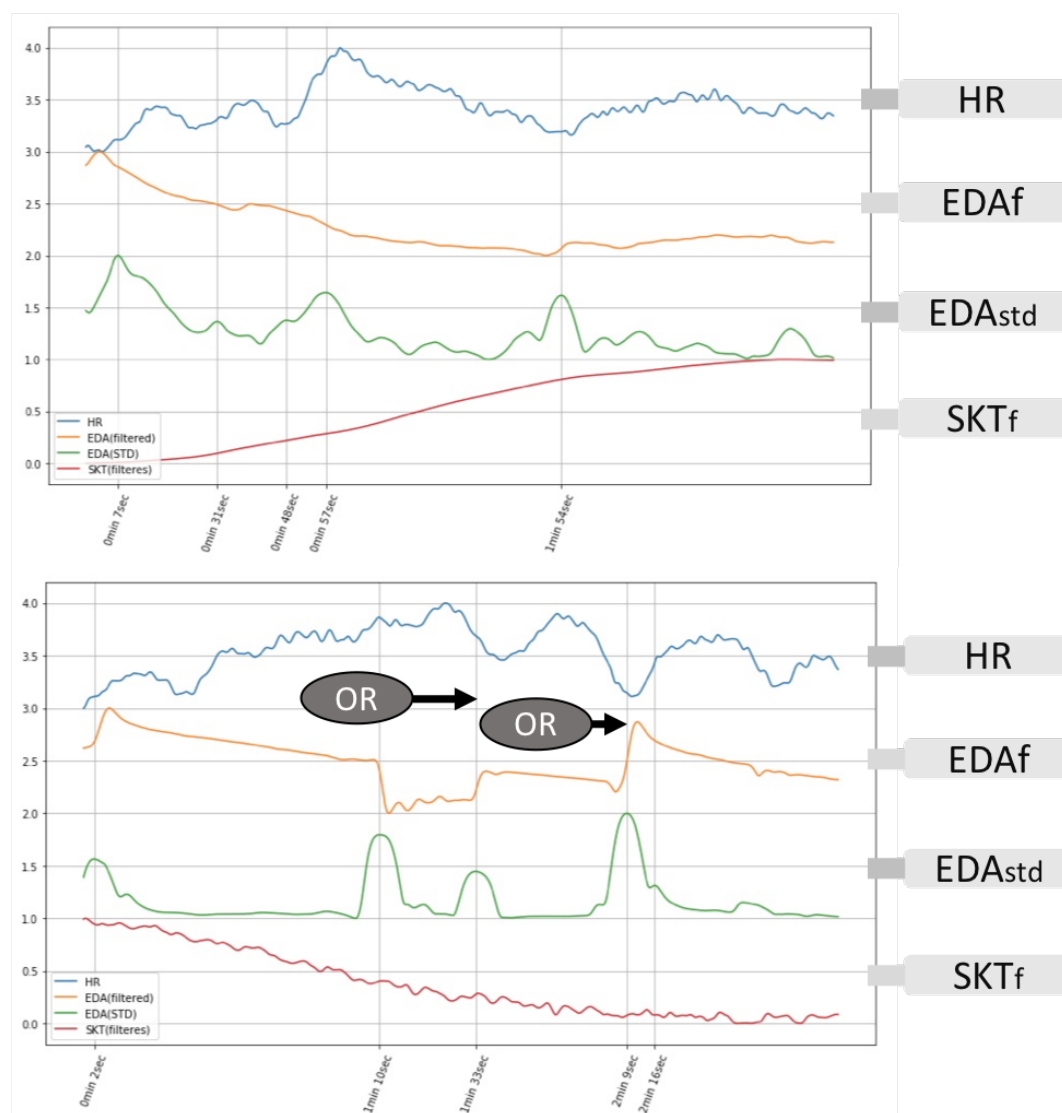 4.0
3.5
3.0
2.5
2.0
1.5
1.0
0.5
0.0
HR
EDA(filtered)
EDA(STD)
SKT(filteres)
0min 7sec
0min 31sec
0min 48sec
0min 57sec
1min 54sec
HR
EDAf
EDAstd
SKTf
4.0
3.5
3.0
2.5
2.0
1.5
1.0
0.5
0.0
OR
OR
HR
EDA(filtered)
EDA(STD)
SKT(filteres)
0min 2sec
1min 10sec
1min 33sec
2min 9sec
2min 16sec
HR
EDAf
EDAstd
SKTf